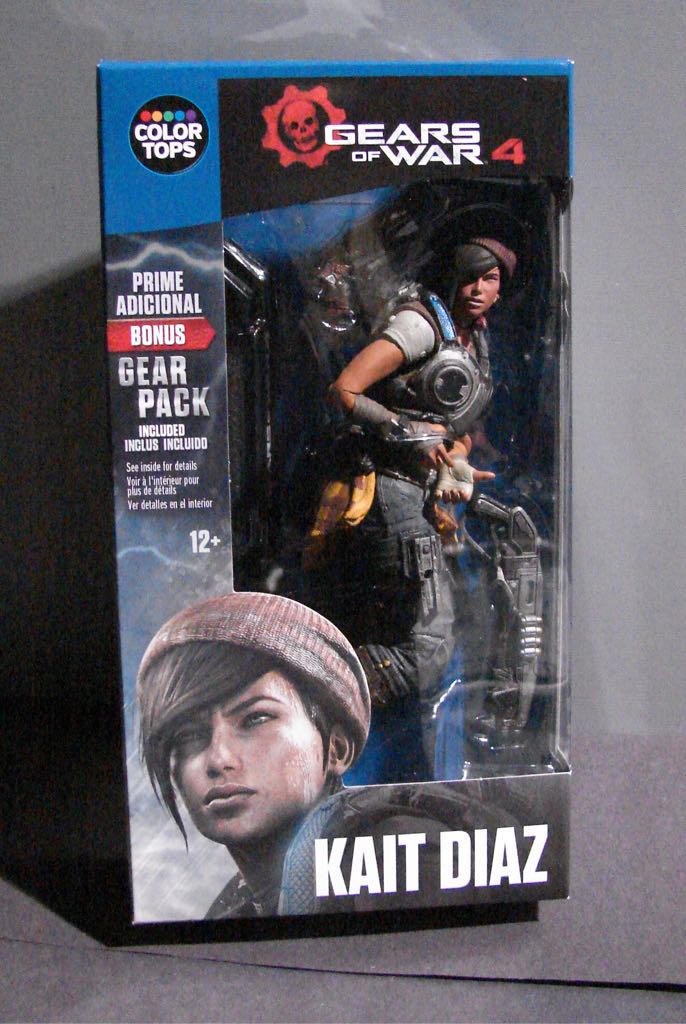 COLOR
TOPS
GEARS
OF WAR 4
PRIME
ADICIONAL
BONUS
GEAR
PACK
INCLUDED
INCLUS INCLUIDO
See inside for details
Voir à l'intérieur pour
plus de détails
Ver detalles en el interior
12+
KAIT DIAZ